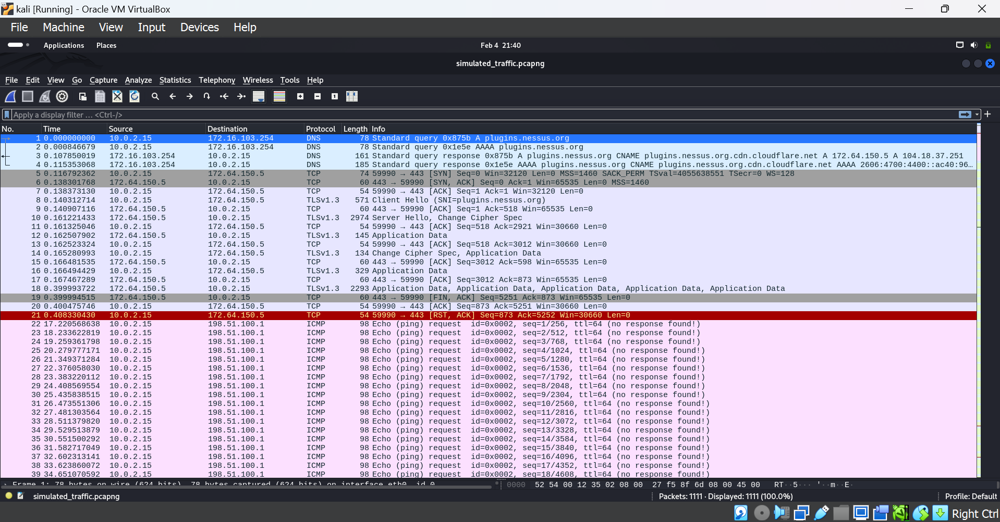 kali [Running] - Oracle VM VirtualBox
File Machine View Input Devices Help
Applications Places Feb 4 21:40
simulated_traffic.pcapng
File Edit View Go Capture Analyze Statistics Telephony Wireless Tools Help
Apply a display filter … <Ctrl-/>
No. Time Source Destination Protocol Length Info
1 0.000000000 10.0.2.15 172.16.103.254 DNS 78 Standard query 0x875b A plugins.nessus.org
2 0.000846679 10.0.2.15 172.16.103.254 DNS 78 Standard query 0x1e5e AAAA plugins.nessus.org
3 0.107850019 172.16.103.254 10.0.2.15 DNS 161 Standard query response 0x875b A plugins.nessus.org CNAME plugins.nessus.org.cdn.cloudflare.net A 172.64.150.5 A 104.18.37.251
4 0.115353068 172.16.103.254 10.0.2.15 DNS 185 Standard query response 0x1e5e AAAA plugins.nessus.org CNAME plugins.nessus.org.cdn.cloudflare.net AAAA 2606:4700:4400::ac40:96…
5 0.116792362 10.0.2.15 172.64.150.5 TCP 74 59990 → 443 [SYN] Seq=0 Win=32120 Len=0 MSS=1460 SACK_PERM TSval=4055638551 TSecr=0 WS=128
6 0.138301768 172.64.150.5 10.0.2.15 TCP 60 443 → 59990 [SYN, ACK] Seq=0 Ack=1 Win=65535 Len=0 MSS=1460
7 0.138373130 10.0.2.15 172.64.150.5 TCP 54 59990 → 443 [ACK] Seq=1 Ack=1 Win=32120 Len=0
8 0.140312714 10.0.2.15 172.64.150.5 TLSv1.3 571 Client Hello (SNI=plugins.nessus.org)
9 0.140907116 172.64.150.5 10.0.2.15 TCP 60 443 → 59990 [ACK] Seq=1 Ack=518 Win=65535 Len=0
10 0.161221433 172.64.150.5 10.0.2.15 TLSv1.3 2974 Server Hello, Change Cipher Spec
11 0.161325046 10.0.2.15 172.64.150.5 TCP 54 59990 → 443 [ACK] Seq=518 Ack=2921 Win=30660 Len=0
12 0.162507902 172.64.150.5 10.0.2.15 TLSv1.3 145 Application Data
13 0.162523324 10.0.2.15 172.64.150.5 TCP 54 59990 → 443 [ACK] Seq=518 Ack=3012 Win=30660 Len=0
14 0.165280993 10.0.2.15 172.64.150.5 TLSv1.3 134 Change Cipher Spec, Application Data
15 0.166481535 172.64.150.5 10.0.2.15 TCP 60 443 → 59990 [ACK] Seq=3012 Ack=598 Win=65535 Len=0
16 0.166494429 10.0.2.15 172.64.150.5 TLSv1.3 329 Application Data
17 0.167467289 172.64.150.5 10.0.2.15 TCP 60 443 → 59990 [ACK] Seq=3012 Ack=873 Win=65535 Len=0
18 0.399993722 172.64.150.5 10.0.2.15 TLSv1.3 2293 Application Data, Application Data, Application Data, Application Data, Application Data
19 0.399994515 172.64.150.5 10.0.2.15 TCP 60 443 → 59990 [FIN, ACK] Seq=5251 Ack=873 Win=65535 Len=0
20 0.400475746 10.0.2.15 172.64.150.5 TCP 54 59990 → 443 [ACK] Seq=873 Ack=5251 Win=30660 Len=0
21 0.408330430 10.0.2.15 172.64.150.5 TCP 54 59990 → 443 [RST, ACK] Seq=873 Ack=5252 Win=30660 Len=0
22 17.220568638 10.0.2.15 198.51.100.1 ICMP 98 Echo (ping) request id=0x0002, seq=1/256, ttl=64 (no response found!)
23 18.233622819 10.0.2.15 198.51.100.1 ICMP 98 Echo (ping) request id=0x0002, seq=2/512, ttl=64 (no response found!)
24 19.259361798 10.0.2.15 198.51.100.1 ICMP 98 Echo (ping) request id=0x0002, seq=3/768, ttl=64 (no response found!)
25 20.279777171 10.0.2.15 198.51.100.1 ICMP 98 Echo (ping) request id=0x0002, seq=4/1024, ttl=64 (no response found!)
26 21.349371284 10.0.2.15 198.51.100.1 ICMP 98 Echo (ping) request id=0x0002, seq=5/1280, ttl=64 (no response found!)
27 22.376058030 10.0.2.15 198.51.100.1 ICMP 98 Echo (ping) request id=0x0002, seq=6/1536, ttl=64 (no response found!)
28 23.383220112 10.0.2.15 198.51.100.1 ICMP 98 Echo (ping) request id=0x0002, seq=7/1792, ttl=64 (no response found!)
29 24.408569554 10.0.2.15 198.51.100.1 ICMP 98 Echo (ping) request id=0x0002, seq=8/2048, ttl=64 (no response found!)
30 25.435838515 10.0.2.15 198.51.100.1 ICMP 98 Echo (ping) request id=0x0002, seq=9/2304, ttl=64 (no response found!)
31 26.473551306 10.0.2.15 198.51.100.1 ICMP 98 Echo (ping) request id=0x0002, seq=10/2560, ttl=64 (no response found!)
32 27.481303564 10.0.2.15 198.51.100.1 ICMP 98 Echo (ping) request id=0x0002, seq=11/2816, ttl=64 (no response found!)
33 28.511379820 10.0.2.15 198.51.100.1 ICMP 98 Echo (ping) request id=0x0002, seq=12/3072, ttl=64 (no response found!)
34 29.529513879 10.0.2.15 198.51.100.1 ICMP 98 Echo (ping) request id=0x0002, seq=13/3328, ttl=64 (no response found!)
35 30.551500292 10.0.2.15 198.51.100.1 ICMP 98 Echo (ping) request id=0x0002, seq=14/3584, ttl=64 (no response found!)
36 31.582717049 10.0.2.15 198.51.100.1 ICMP 98 Echo (ping) request id=0x0002, seq=15/3840, ttl=64 (no response found!)
37 32.602313141 10.0.2.15 198.51.100.1 ICMP 98 Echo (ping) request id=0x0002, seq=16/4096, ttl=64 (no response found!)
38 33.623860072 10.0.2.15 198.51.100.1 ICMP 98 Echo (ping) request id=0x0002, seq=17/4352, ttl=64 (no response found!)
39 34.651070592 10.0.2.15 198.51.100.1 ICMP 98 Echo (ping) request id=0x0002, seq=18/4608, ttl=64 (no response found!)
Frame 1: 78 bytes on wire (624 bits), 78 bytes captured (624 bits) on interface eth0, id 0
0000 52 54 00 12 35 02 08 00 27 f5 8f 6d 08 00 45 00 RT··5··· '··m··E·
simulated_traffic.pcapng Packets: 1111 · Displayed: 1111 (100.0%) Profile: Default
Right Ctrl